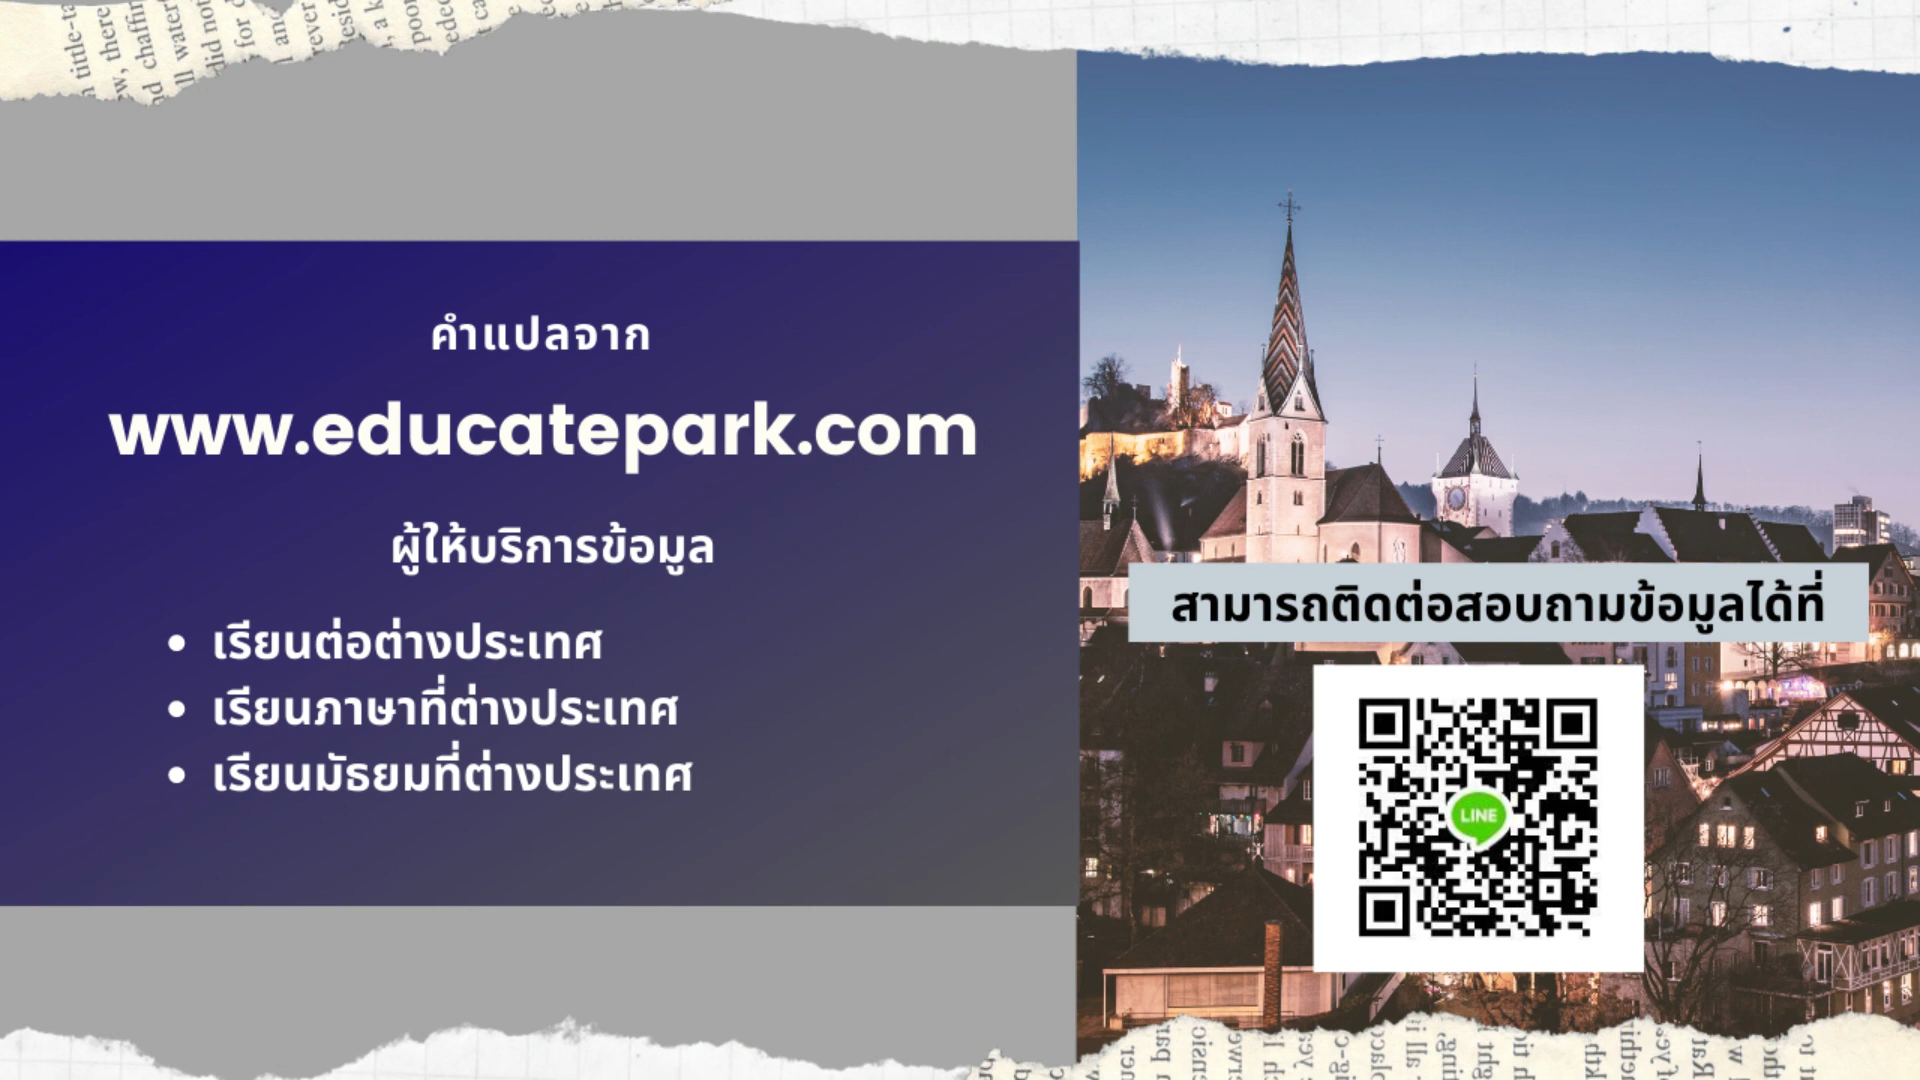 คำแปลจาก
www.educatepark.com
ผู้ให้บริการข้อมูล
• เรียนต่อต่างประเทศ
• เรียนภาษาที่ต่างประเทศ
• เรียนมัธยมที่ต่างประเทศ
สามารถติดต่อสอบถามข้อมูลได้ที่
LINE